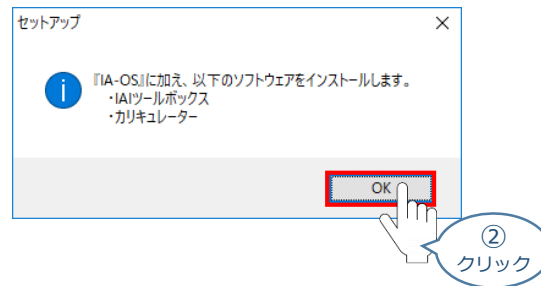 セットアップ
『IA-OS』に加え、以下のソフトウェアをインストールします。
・IAIツールボックス
・カリキュレーター
OK
②
クリック